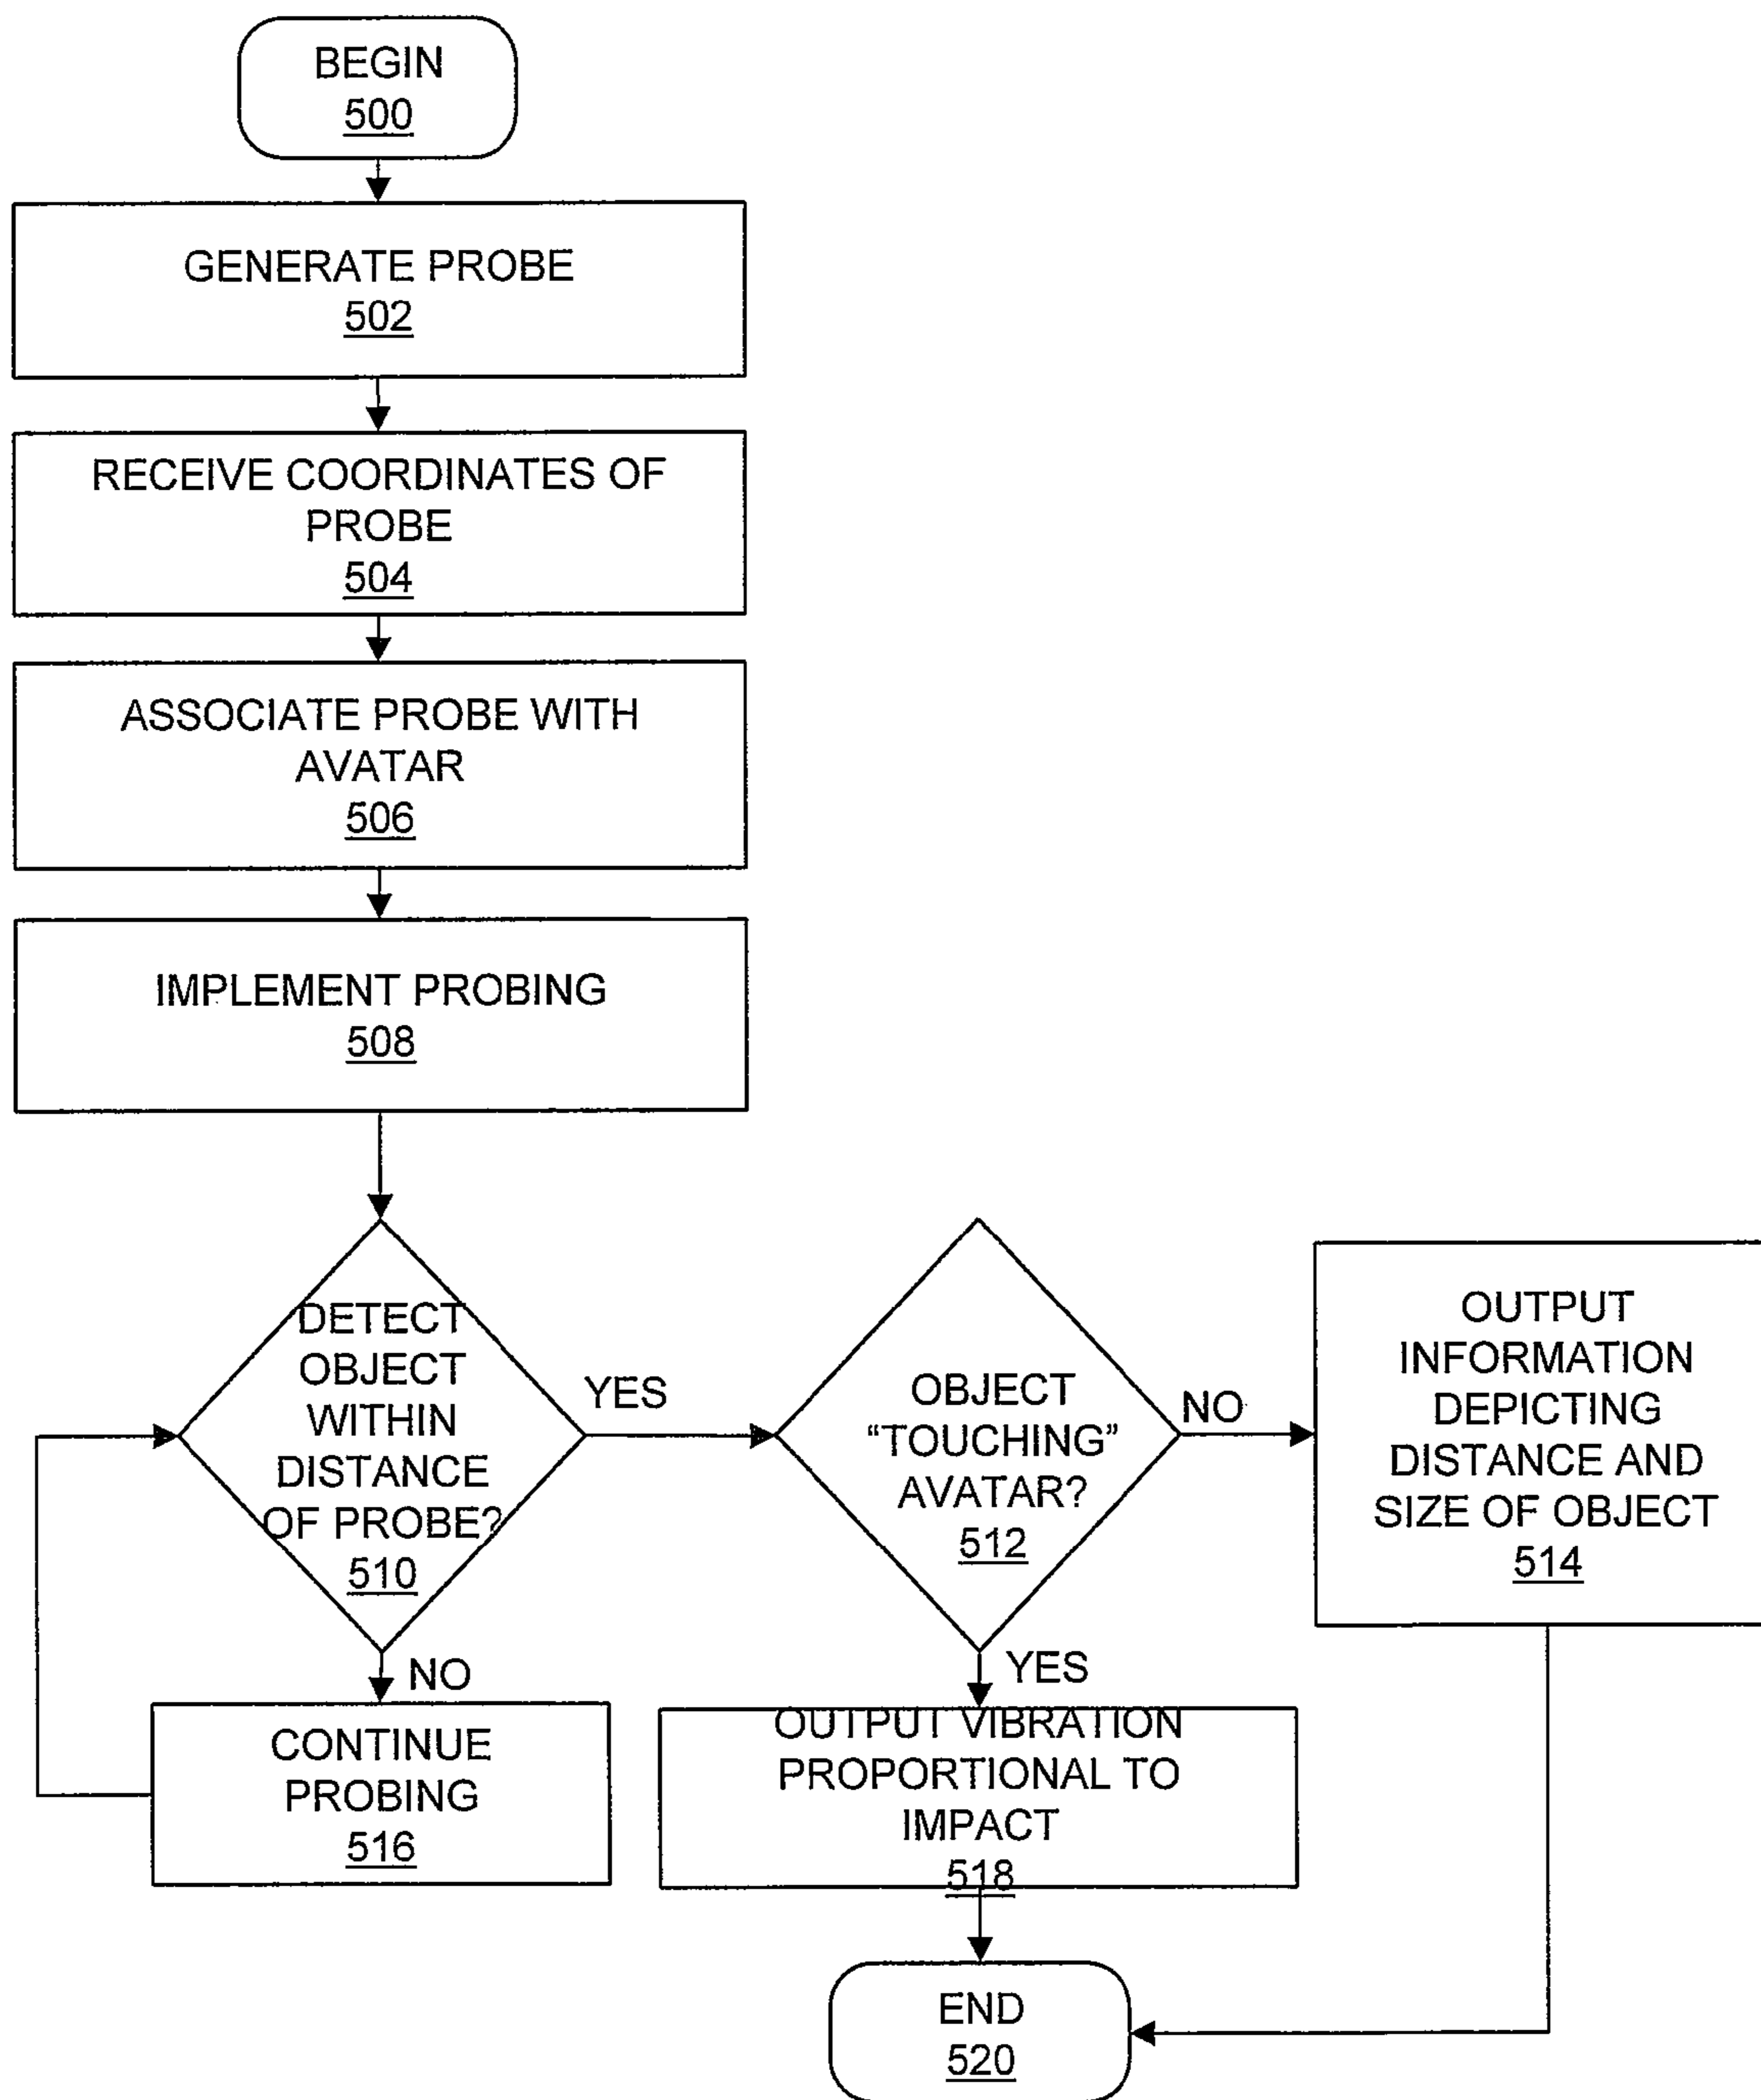 BEGIN
500
GENERATE PROBE
502
RECEIVE COORDINATES OF
PROBE
504
ASSOCIATE PROBE WITH
AVATAR
506
IMPLEMENT PROBING
508
DETECT
OBJECT
WITHIN
DISTANCE
OF PROBE?
510
YES
OBJECT
“TOUCHING”
AVATAR?
512
NO
OUTPUT
INFORMATION
DEPICTING
DISTANCE AND
SIZE OF OBJECT
514
NO
CONTINUE
PROBING
516
YES
OUTPUT VIBRATION
PROPORTIONAL TO
IMPACT
518
END
520